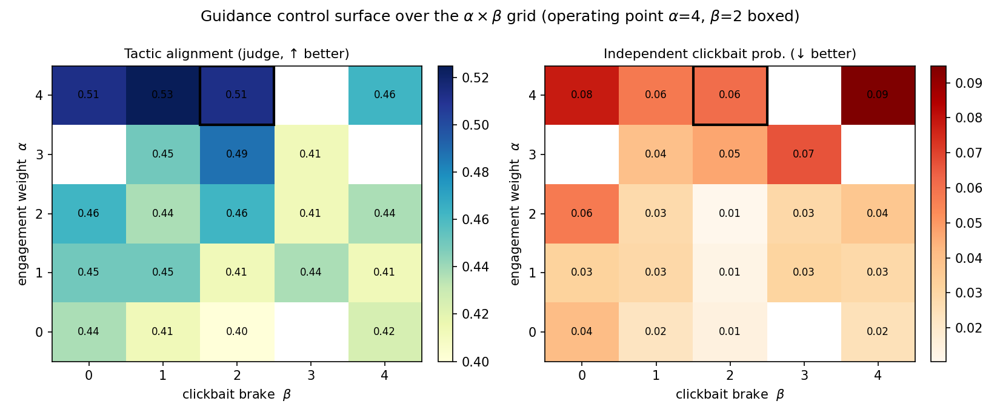 Guidance control surface over the α × β grid (operating point α=4, β=2 boxed)
Tactic alignment (judge, ↑ better)
4
3
2
1
0
engagement weight α
0.51 0.53 0.51 0.46
0.45 0.49 0.41
0.46 0.44 0.46 0.41 0.44
0.45 0.45 0.41 0.44 0.41
0.44 0.41 0.40 0.42
0 1 2 3 4
clickbait brake β
0.52
0.50
0.48
0.46
0.44
0.42
0.40
Independent clickbait prob. (↓ better)
4
3
2
1
0
engagement weight α
0.08 0.06 0.06 0.09
0.04 0.05 0.07
0.06 0.03 0.01 0.03 0.04
0.03 0.03 0.01 0.03 0.03
0.04 0.02 0.01 0.02
0 1 2 3 4
clickbait brake β
0.09
0.08
0.07
0.06
0.05
0.04
0.03
0.02